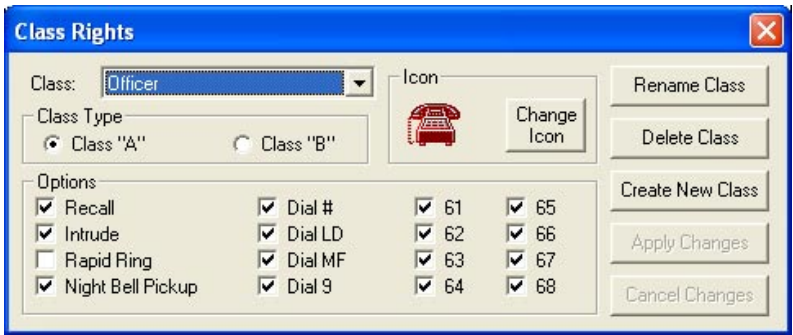 Class Rights
Class: Officer
Icon
Change
Icon
Class Type
Class "A" Class "B"
Rename Class
Delete Class
Create New Class
Apply Changes
Cancel Changes
Options
Recall Dial # 61 65
Intrude Dial LD 62 66
Rapid Ring Dial MF 63 67
Night Bell Pickup Dial 9 64 68